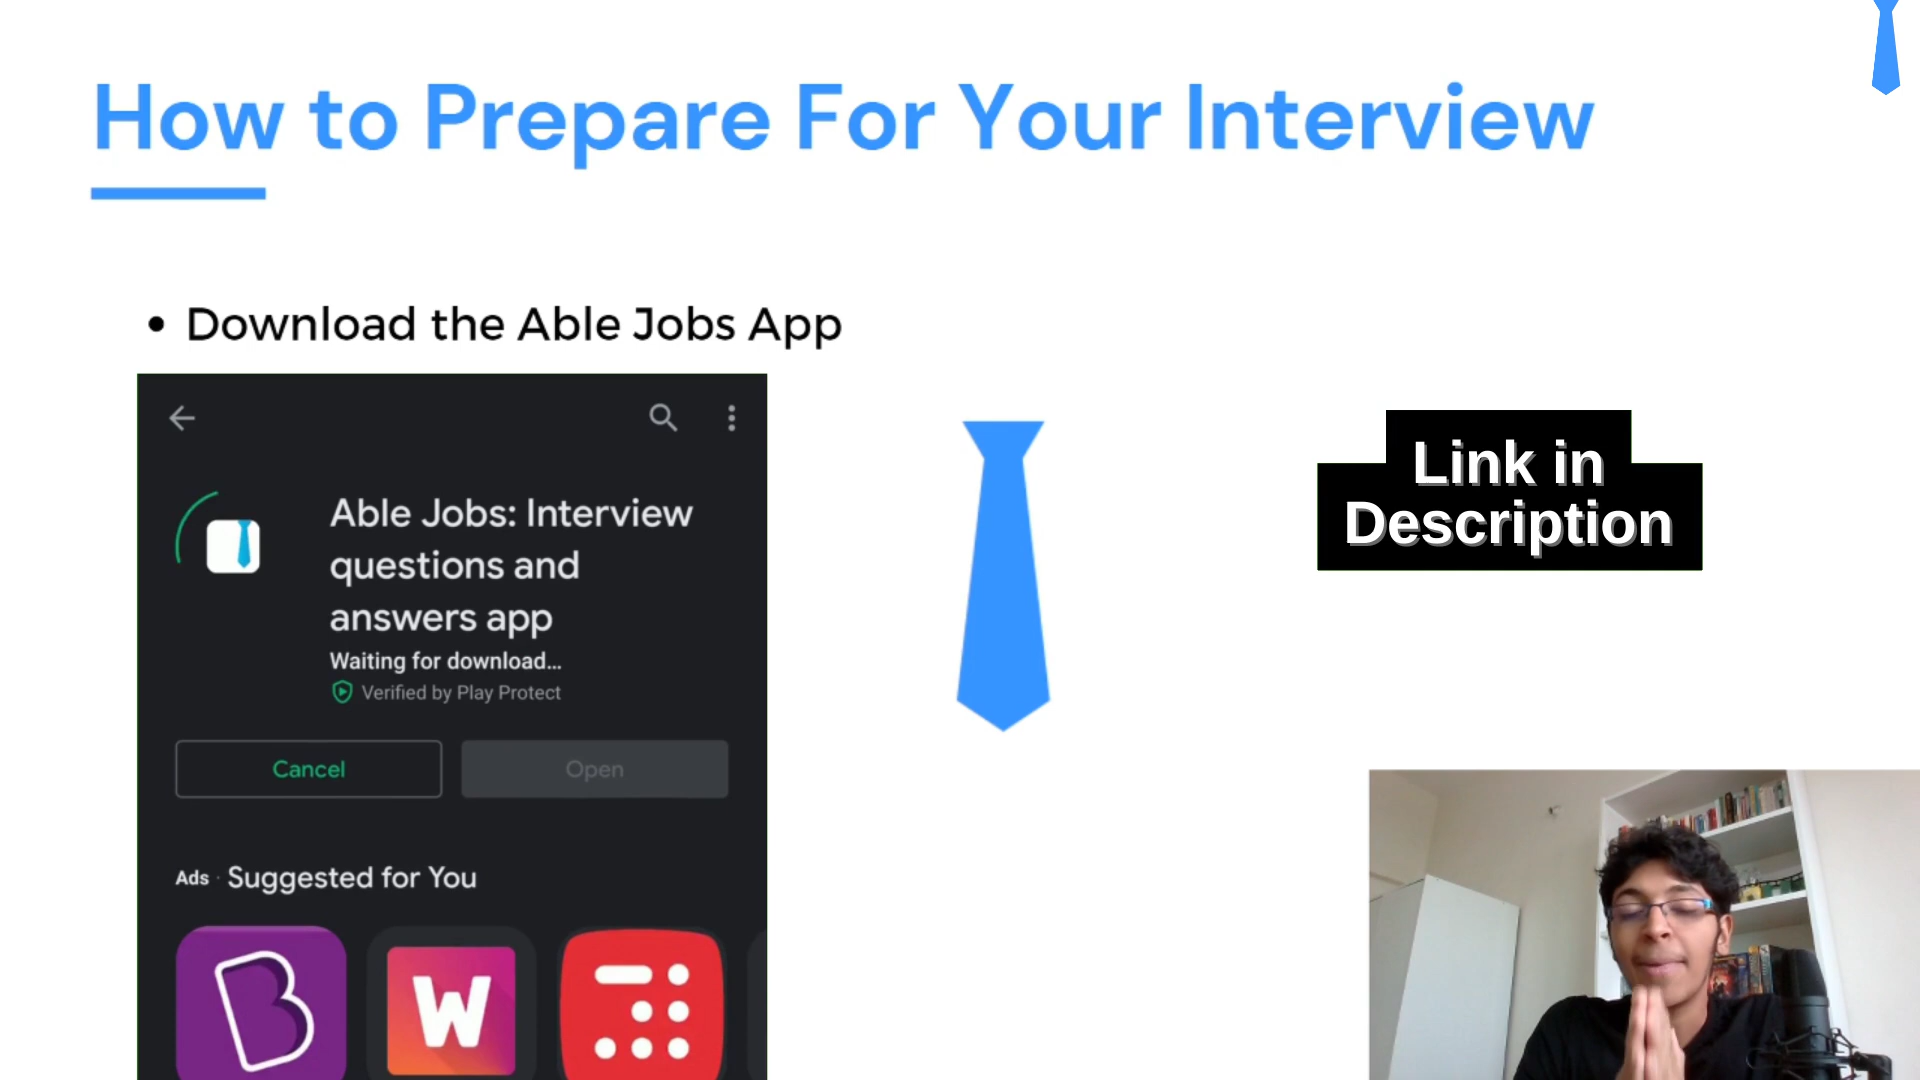 How to Prepare For Your Interview
• Download the Able Jobs App
Able Jobs: Interview
questions and
answers app
Waiting for download...
Verified by Play Protect
Cancel
Open
Ads · Suggested for You
B
W
Link in
Description